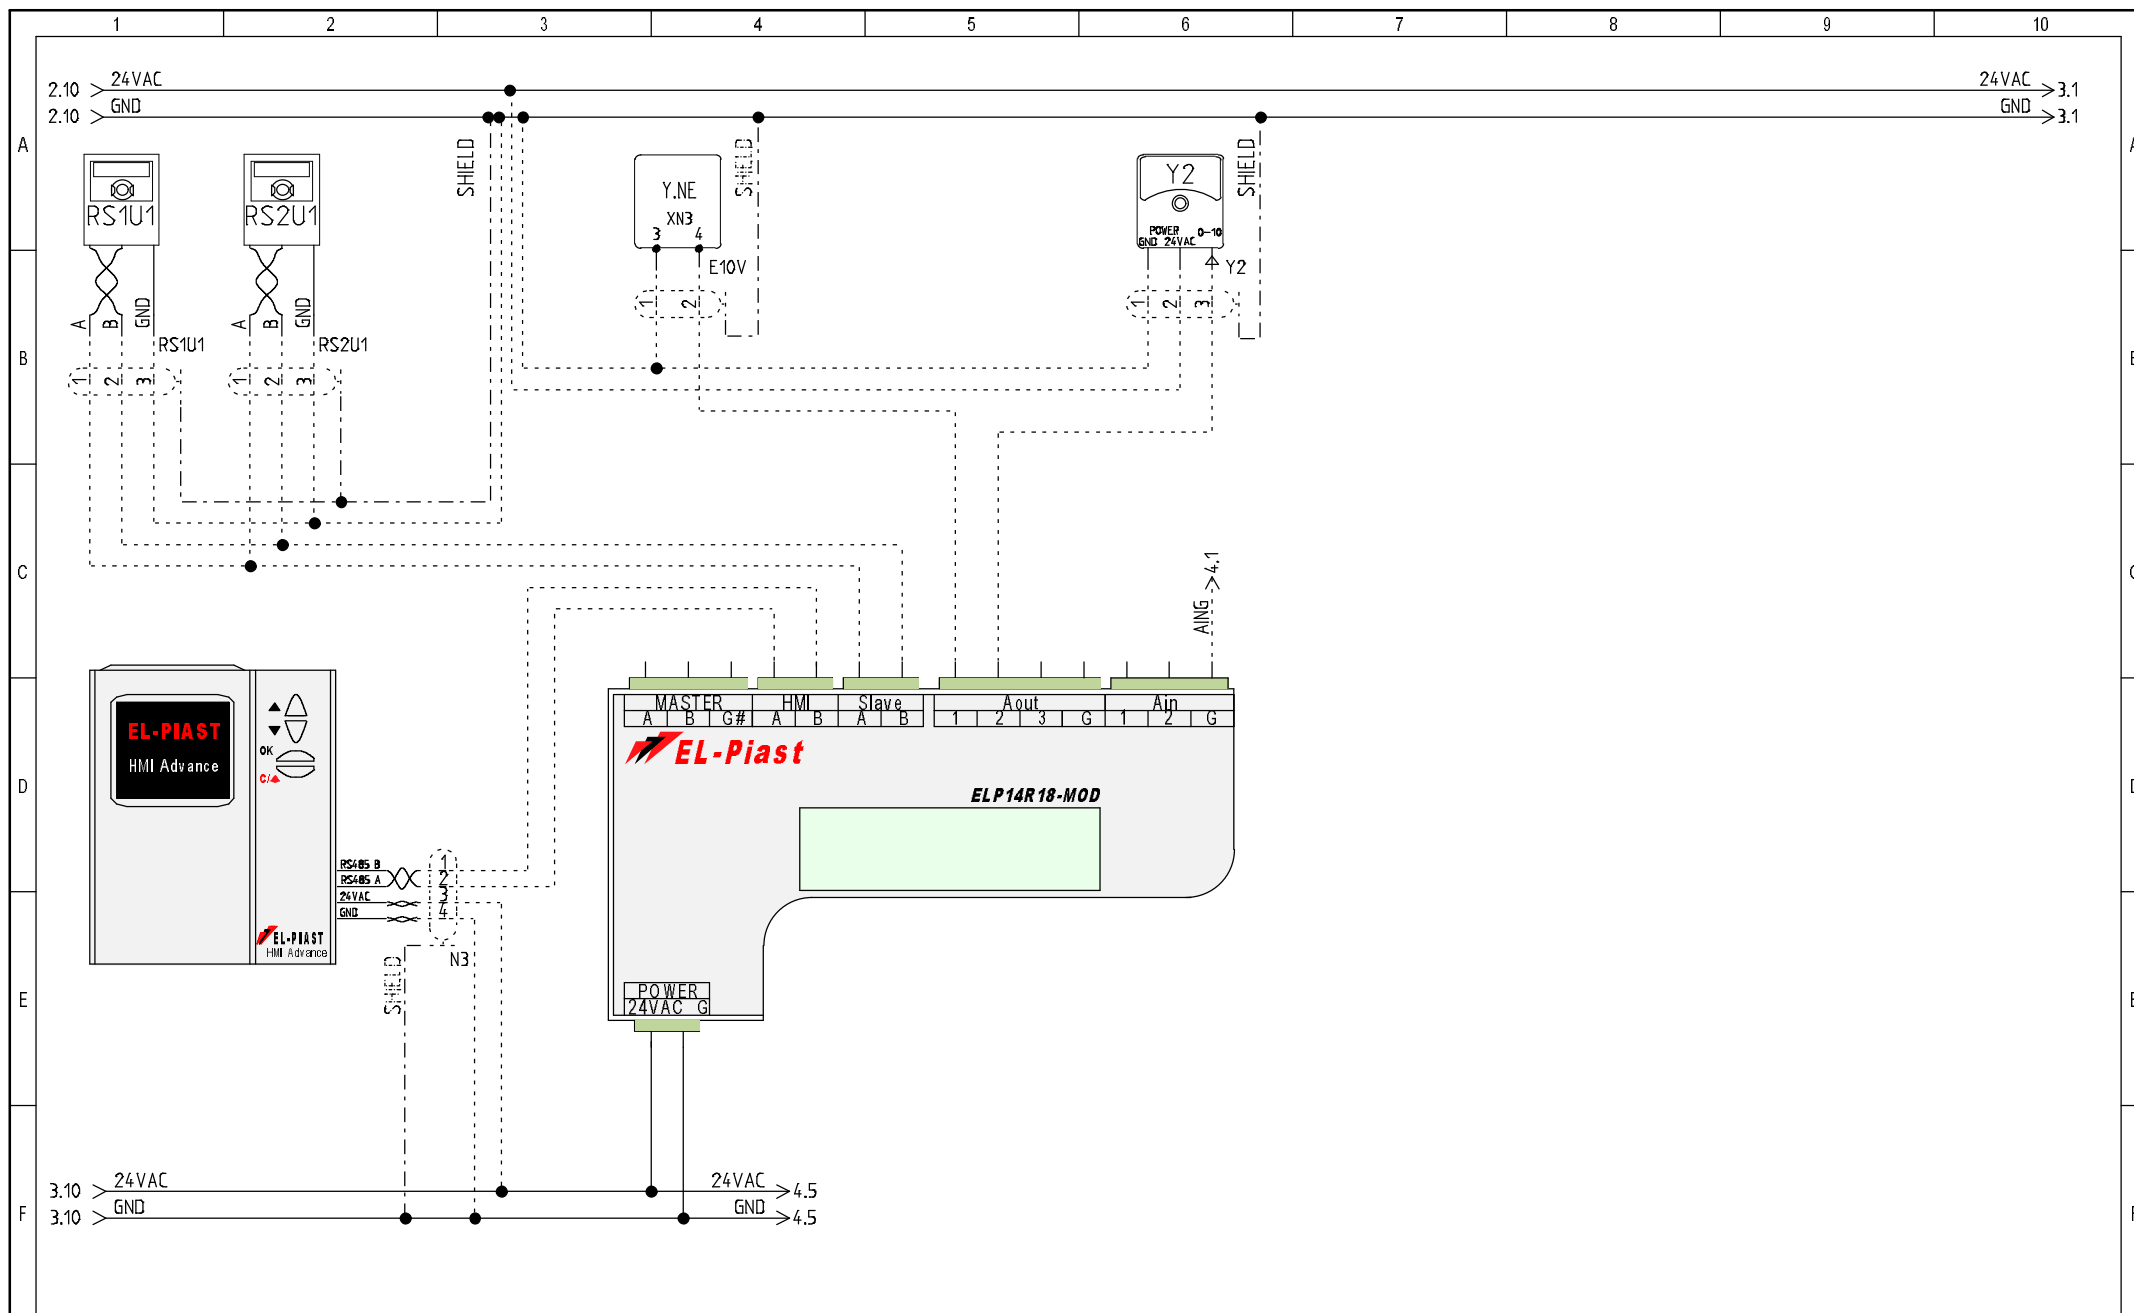 1 2 3 4 5 6 7 8 9 10
2.10 24VAC 24VAC 3.1
2.10 GND GND 3.1
A
SHIELD SHIELD SHIELD
RS1U1 RS2U1
Y.NE
XN3
3 4
Y2
POWER 0-10
GND 24VAC
E10V
Y2
1 2
1 2 3
A B GND
A B GND
RS1U1 RS2U1
B
1 2 3
1 2 3
C
AING 4.1
MASTER HMI Slave Aout Ain
A B G# A B A B 1 2 3 G 1 2 G
EL-Piast
ELP14R18-MOD
EL-PIAST
HMI Advance
OK
C/
D
RS485 B 1
RS485 A 2
24VAC 3
GND 4
EL-PIAST
HMI Advance
N3
SHIELD
E
POWER
24VAC G
3.10 24VAC 24VAC 4.5
3.10 GND GND 4.5
F